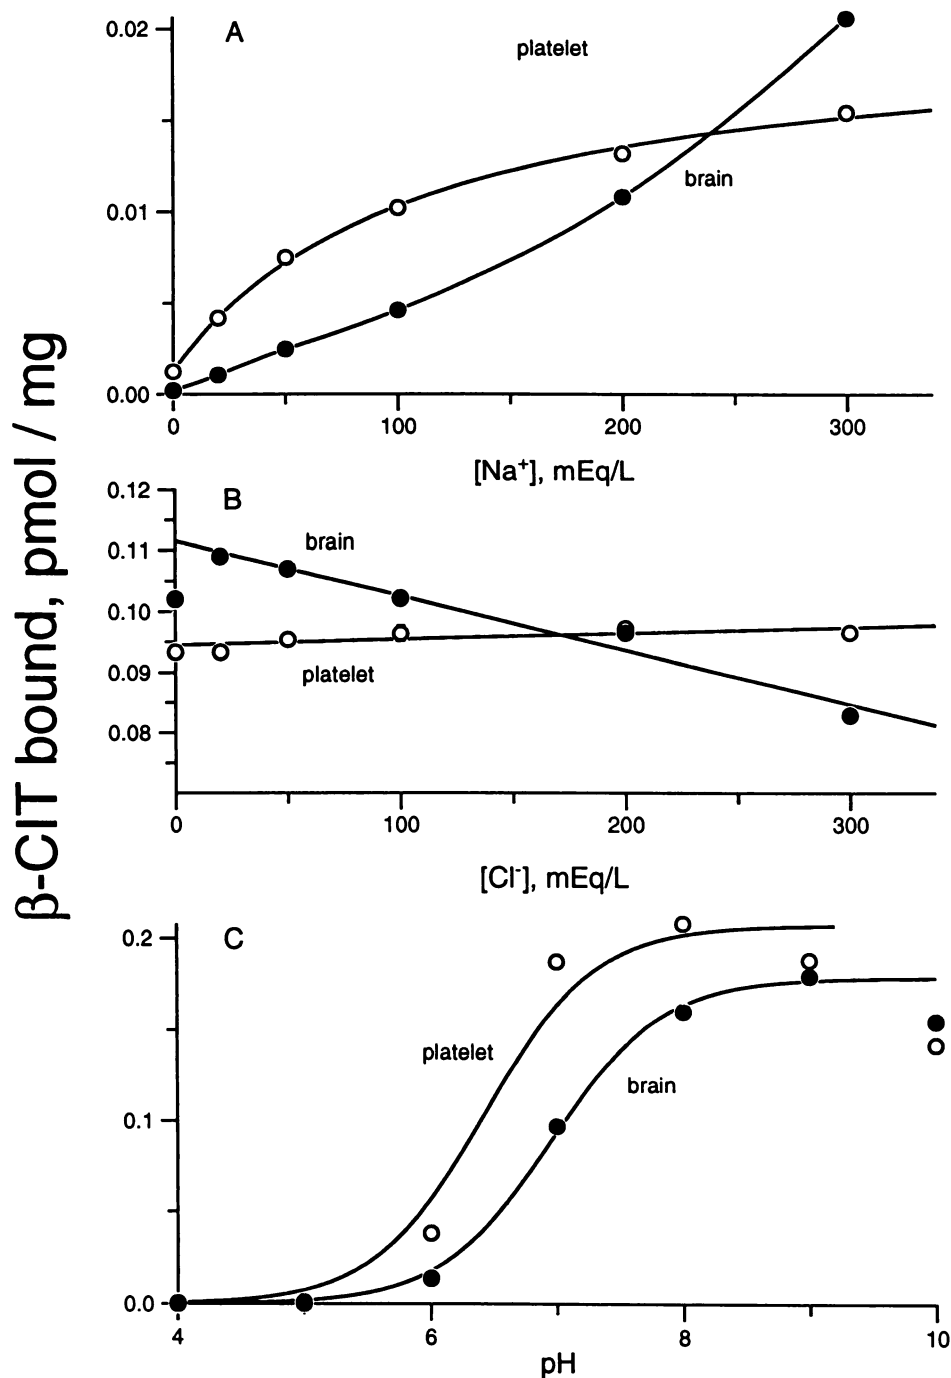 β-CIT bound, pmol / mg
A
platelet
brain
0.02
0.01
0.00
0 100 200 300
[Na⁺], mEq/L
B
brain
platelet
0.12
0.11
0.10
0.09
0.08
0 100 200 300
[Cl⁻], mEq/L
C
platelet
brain
0.2
0.1
0.0
4 6 8 10
pH